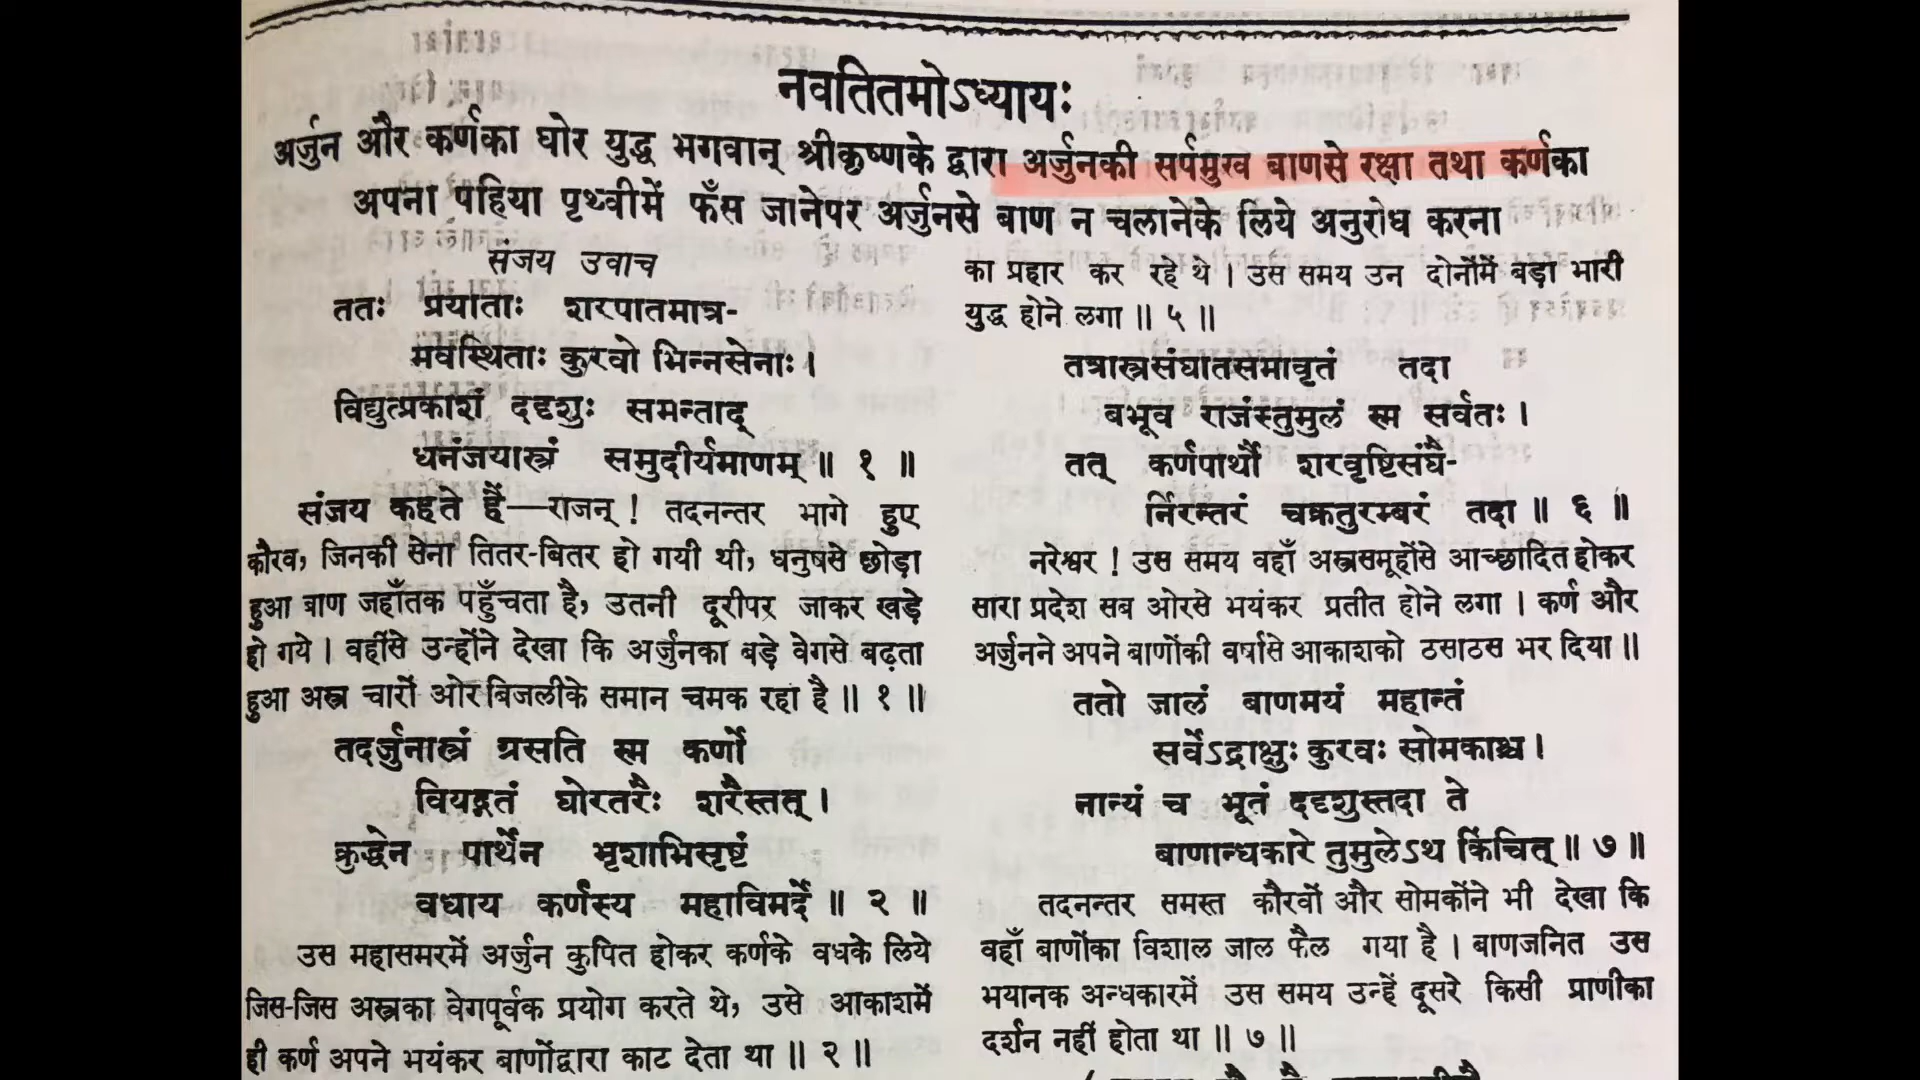 नवतितमोऽध्यायः
अर्जुन और कर्णका घोर युद्ध भगवान् श्रीकृष्णके द्वारा अर्जुनकी सर्पमुख बाणसे रक्षा तथा कर्णका
अपना पहिया पृथ्वीमें फँस जानेपर अर्जुनसे बाण न चलानेके लिये अनुरोध करना
संजय उवाच
ततः प्रयाताः शरपातमात्र-
मवस्थिताः कुरवो भिन्नसेनाः।
विद्युत्प्रकाशं ददृशुः समन्ताद्
धनंजयास्त्रं समुदीर्यमाणम् ॥ १ ॥
संजय कहते हैं—राजन् ! तदनन्तर भागे हुए
कौरव, जिनकी सेना तितर-बितर हो गयी थी, धनुषसे छोड़ा
हुआ बाण जहाँतक पहुँचता है, उतनी दूरीपर जाकर खड़े
हो गये। वहींसे उन्होंने देखा कि अर्जुनका बड़े वेगसे बढ़ता
हुआ अस्त्र चारों ओर बिजलीके समान चमक रहा है ॥ १ ॥
तदर्जुनास्त्रं ग्रसति स्म कर्णो
वियद्गतं घोरतरैः शरैस्तत्।
क्रुद्धेन पार्थेन भृशाभिसृष्टं
वधाय कर्णस्य महाविमर्दे ॥ २ ॥
उस महासमरमें अर्जुन कुपित होकर कर्णके वधके लिये
जिस-जिस अस्त्रका वेगपूर्वक प्रयोग करते थे, उसे आकाशमें
ही कर्ण अपने भयंकर बाणोंद्वारा काट देता था ॥ २ ॥
का प्रहार कर रहे थे। उस समय उन दोनोंमें बड़ा भारी
युद्ध होने लगा ॥ ५ ॥
तत्रास्त्रसंघातसमावृतं तदा
बभूव राजंस्तुमुलं स्म सर्वतः।
तत् कर्णपार्थौ शरवृष्टिसंघै-
र्निरन्तरं चक्रतुरम्बरं तदा ॥ ६ ॥
नरेश्वर ! उस समय वहाँ अस्त्रसमूहोंसे आच्छादित होकर
सारा प्रदेश सब ओरसे भयंकर प्रतीत होने लगा। कर्ण और
अर्जुनने अपने बाणोंकी वर्षासे आकाशको ठसाठस भर दिया ॥
ततो जालं बाणमयं महान्तं
सर्वेऽद्राक्षुः कुरवः सोमकाश्च।
नान्यं च भूतं ददृशुस्तदा ते
बाणान्धकारे तुमुलेऽथ किंचित् ॥ ७ ॥
तदनन्तर समस्त कौरवों और सोमकोंने भी देखा कि
वहाँ बाणोंका विशाल जाल फैल गया है। बाणजनित उस
भयानक अन्धकारमें उस समय उन्हें दूसरे किसी प्राणीका
दर्शन नहीं होता था ॥ ७ ॥